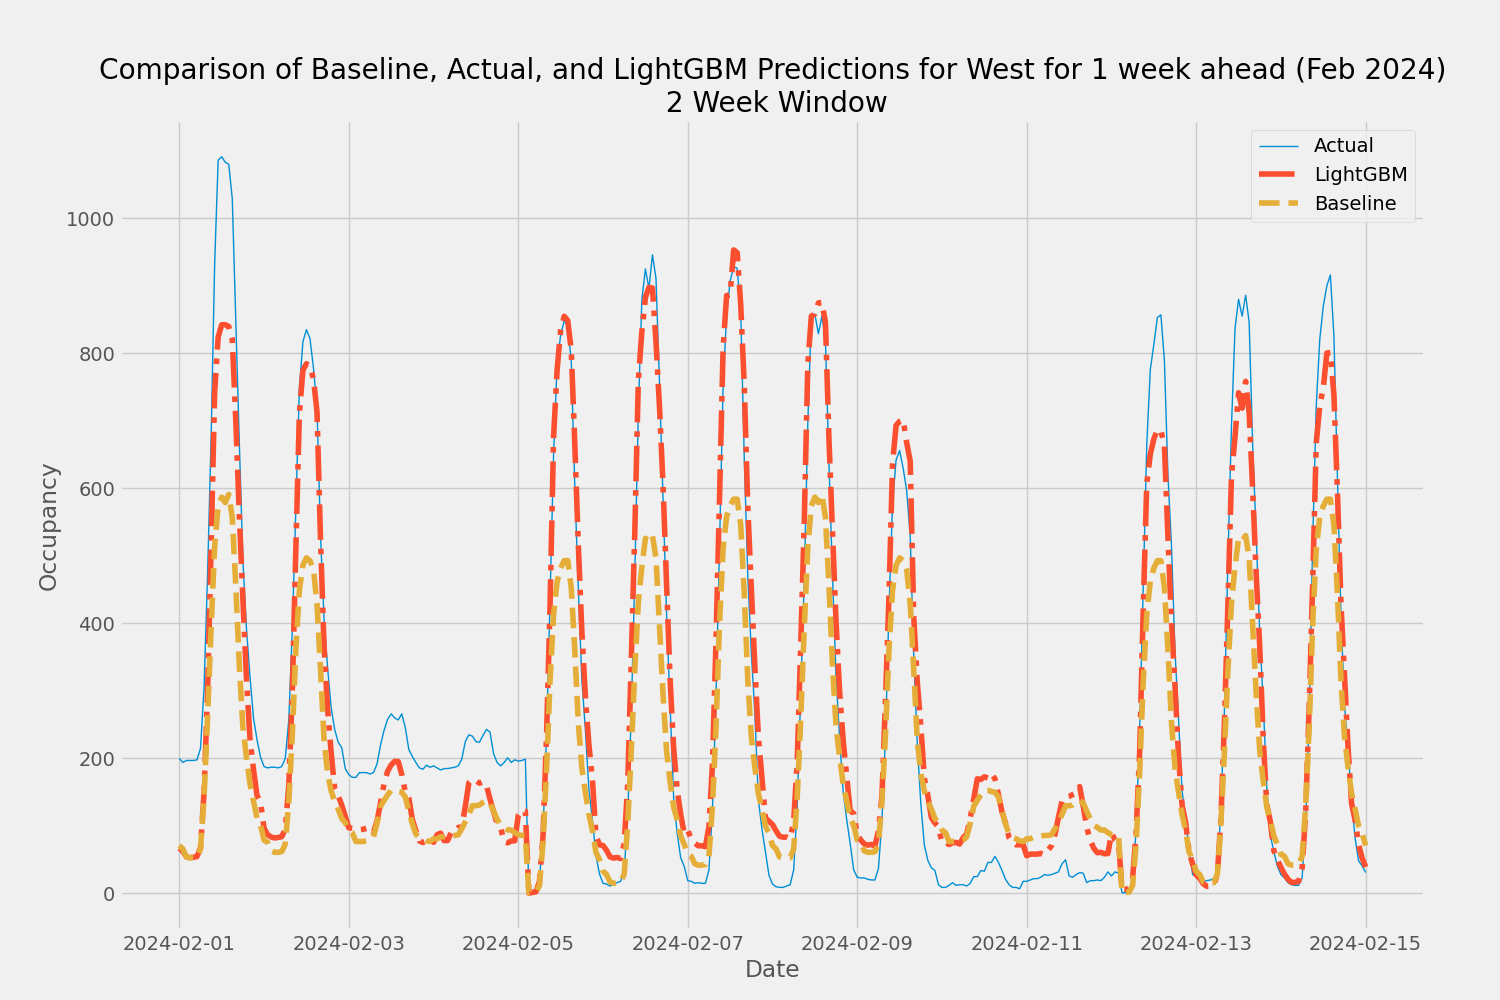 Comparison of Baseline, Actual, and LightGBM Predictions for West for 1 week ahead (Feb 2024)
2 Week Window
Actual
LightGBM
Baseline
1000
800
600
400
200
0
Occupancy
2024-02-01
2024-02-03
2024-02-05
2024-02-07
2024-02-09
2024-02-11
2024-02-13
2024-02-15
Date